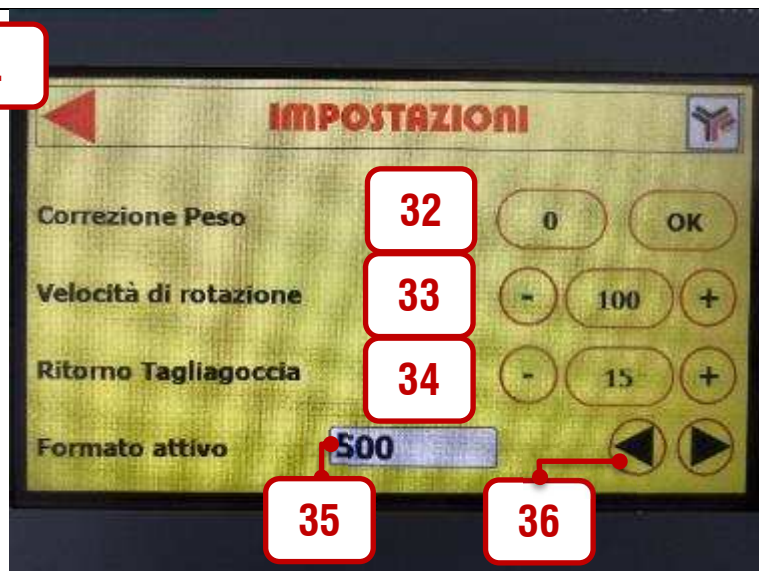 IMPOSTAZIONI
Correzione Peso 32 0 OK
Velocità di rotazione 33 - 100 +
Ritorno Tagliagoccia 34 - 15 +
Formato attivo 500
35 36